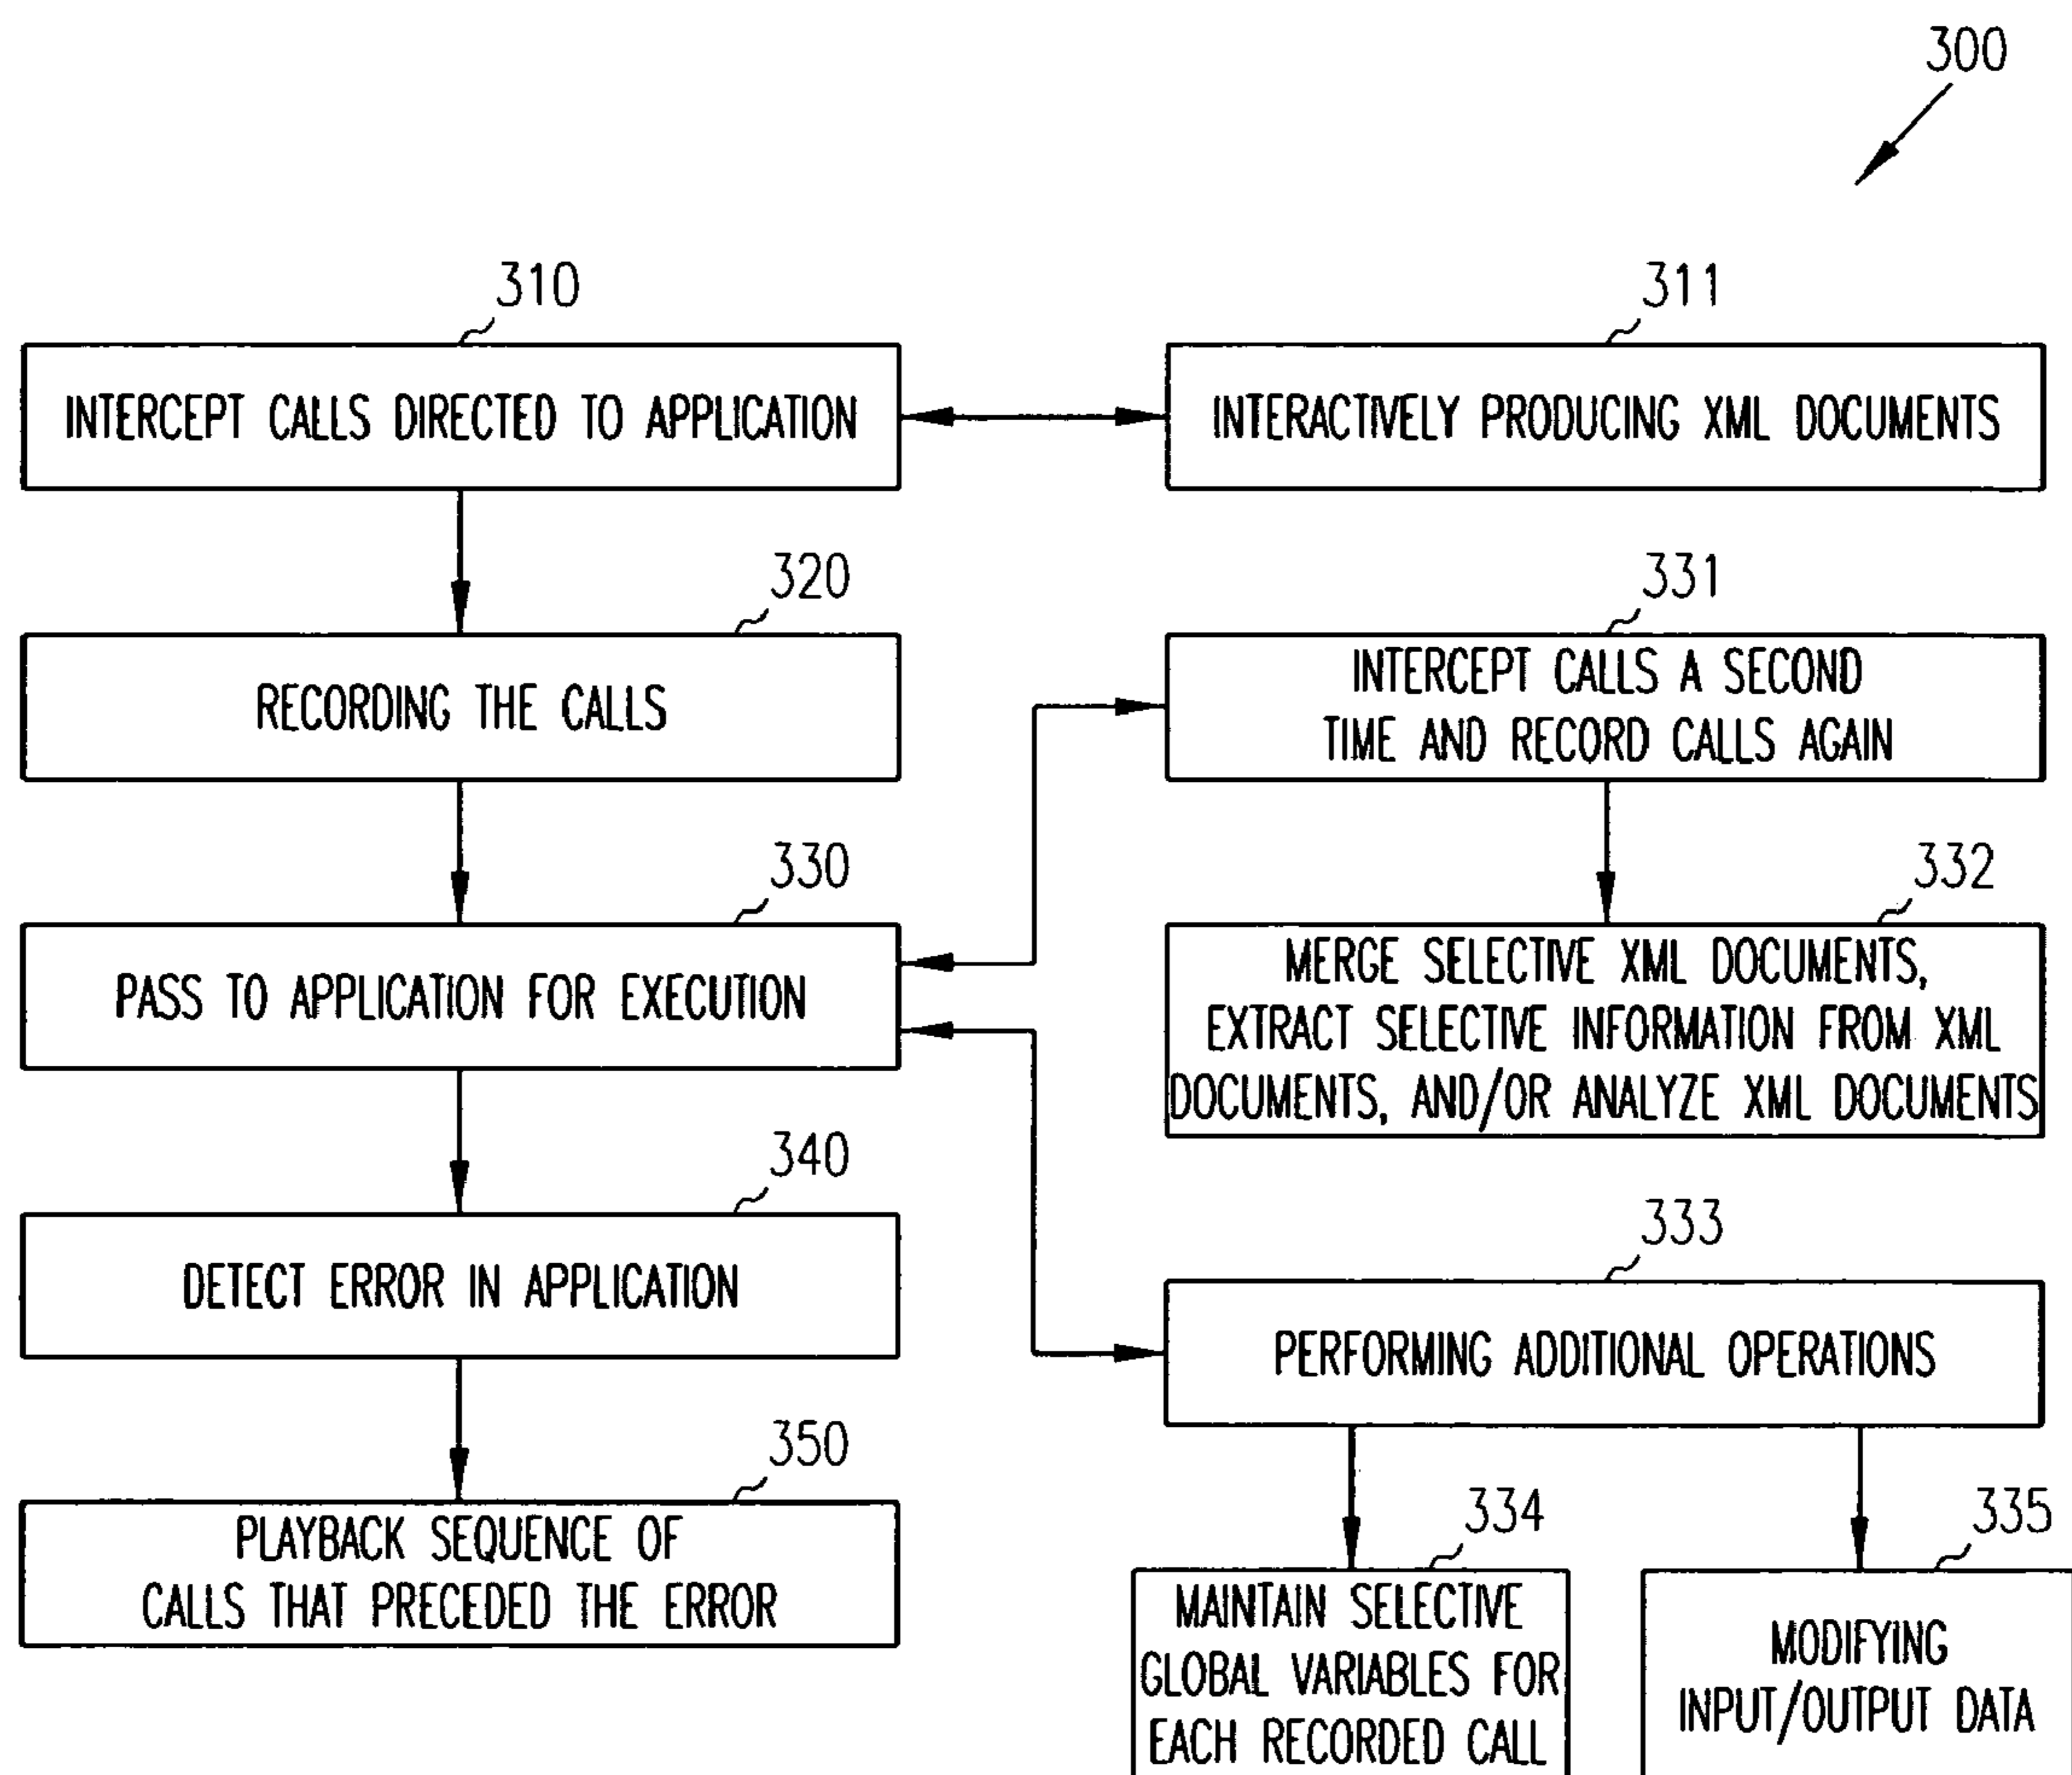 300
310
INTERCEPT CALLS DIRECTED TO APPLICATION
311
INTERACTIVELY PRODUCING XML DOCUMENTS
320
RECORDING THE CALLS
331
INTERCEPT CALLS A SECOND
TIME AND RECORD CALLS AGAIN
330
PASS TO APPLICATION FOR EXECUTION
332
MERGE SELECTIVE XML DOCUMENTS,
EXTRACT SELECTIVE INFORMATION FROM XML
DOCUMENTS, AND/OR ANALYZE XML DOCUMENTS
340
DETECT ERROR IN APPLICATION
333
PERFORMING ADDITIONAL OPERATIONS
350
PLAYBACK SEQUENCE OF
CALLS THAT PRECEDED THE ERROR
334
MAINTAIN SELECTIVE
GLOBAL VARIABLES FOR
EACH RECORDED CALL
335
MODIFYING
INPUT/OUTPUT DATA